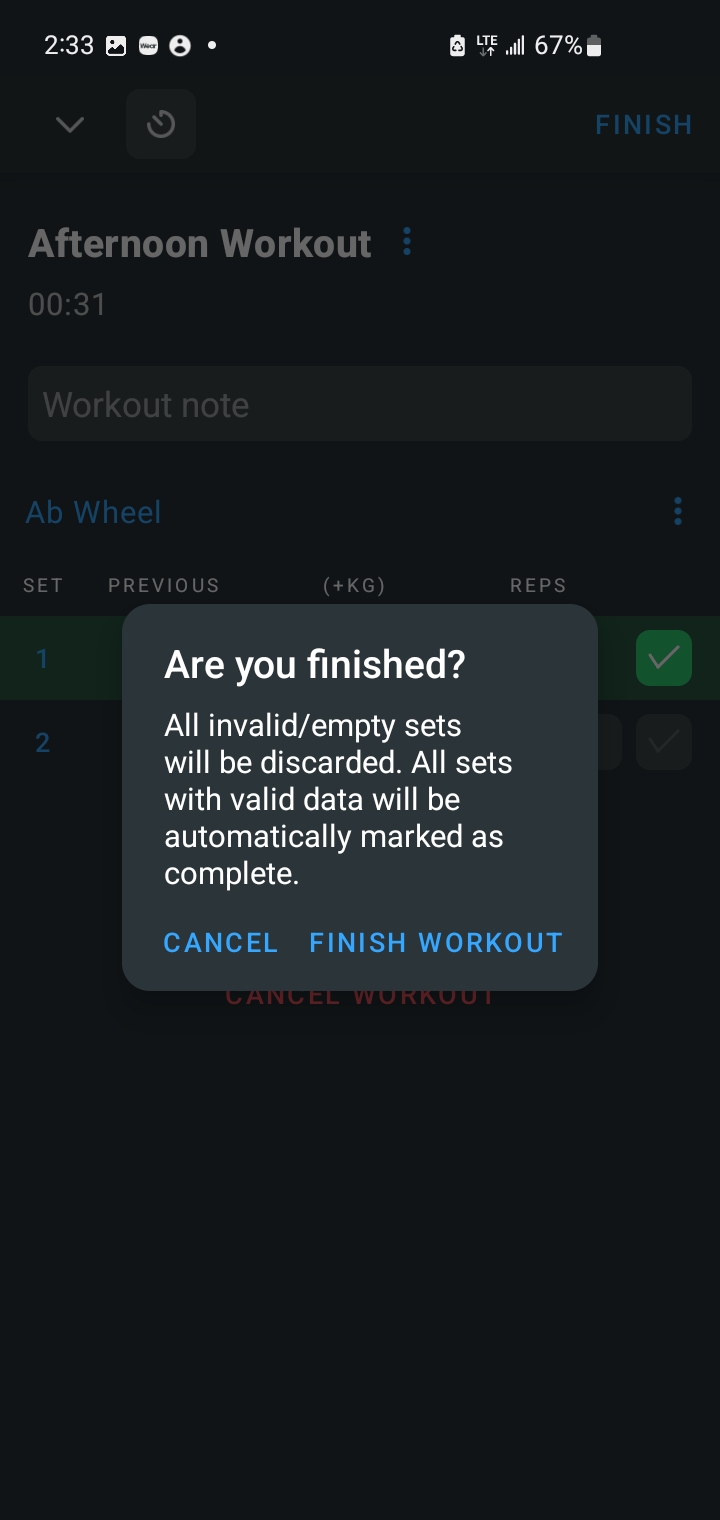 2:33 Wear LTE 67%
FINISH
Afternoon Workout
00:31
Workout note
Ab Wheel
SET PREVIOUS (+KG) REPS
1
2
Are you finished?
All invalid/empty sets
will be discarded. All sets
with valid data will be
automatically marked as
complete.
CANCEL FINISH WORKOUT
CANCEL WORKOUT